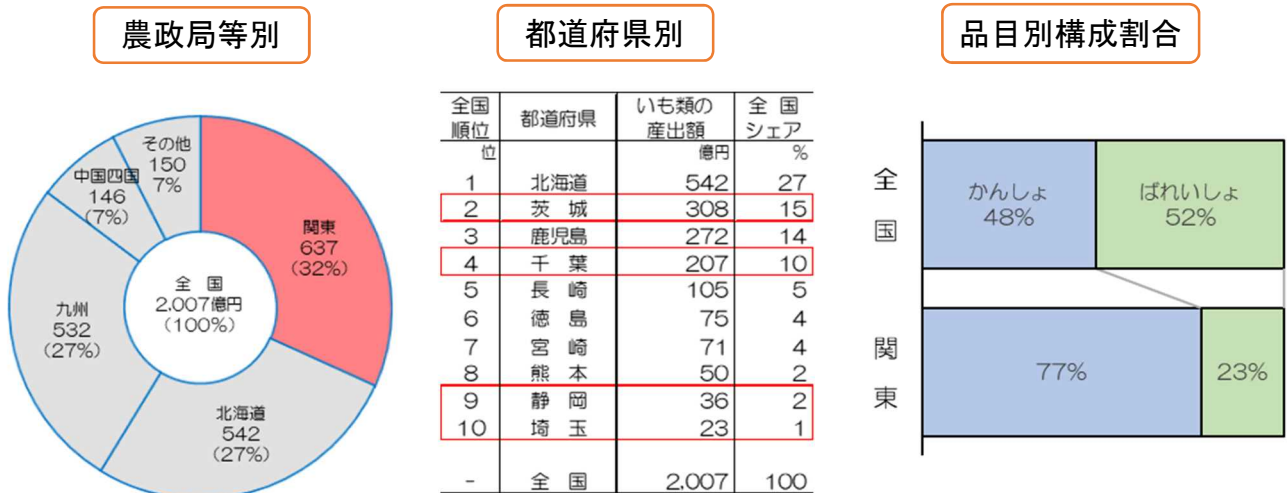 農政局等別
都道府県別
品目別構成割合
その他
150
7%
中国四国
146
(7%)
関東
637
(32%)
全 国
2,007億円
(100%)
九州
532
(27%)
北海道
542
(27%)
全国順位 都道府県 いも類の産出額 全国シェア
位 億円 %
1 北海道 542 27
2 茨 城 308 15
3 鹿児島 272 14
4 千 葉 207 10
5 長 崎 105 5
6 徳 島 75 4
7 宮 崎 71 4
8 熊 本 50 2
9 静 岡 36 2
10 埼 玉 23 1
- 全 国 2,007 100
全国
かんしょ
48%
ばれいしょ
52%
関東
77%
23%